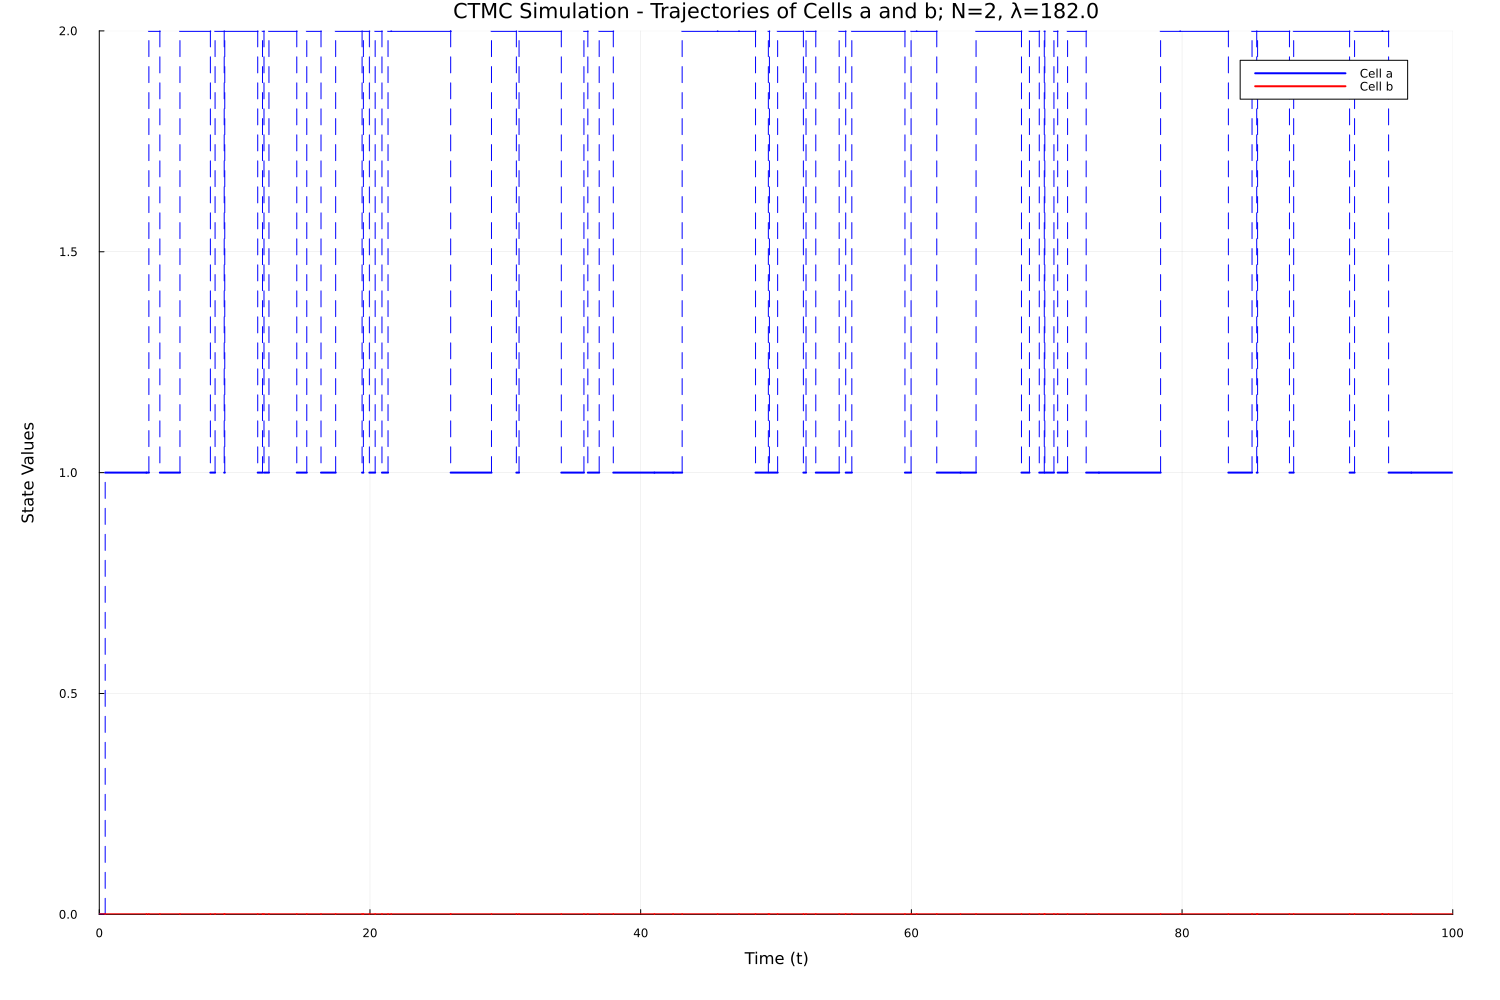 CTMC Simulation - Trajectories of Cells a and b; N=2, λ=182.0
2.0
Cell a
Cell b
1.5
1.0
State Values
0.5
0.0
0 20 40 60 80 100
Time (t)